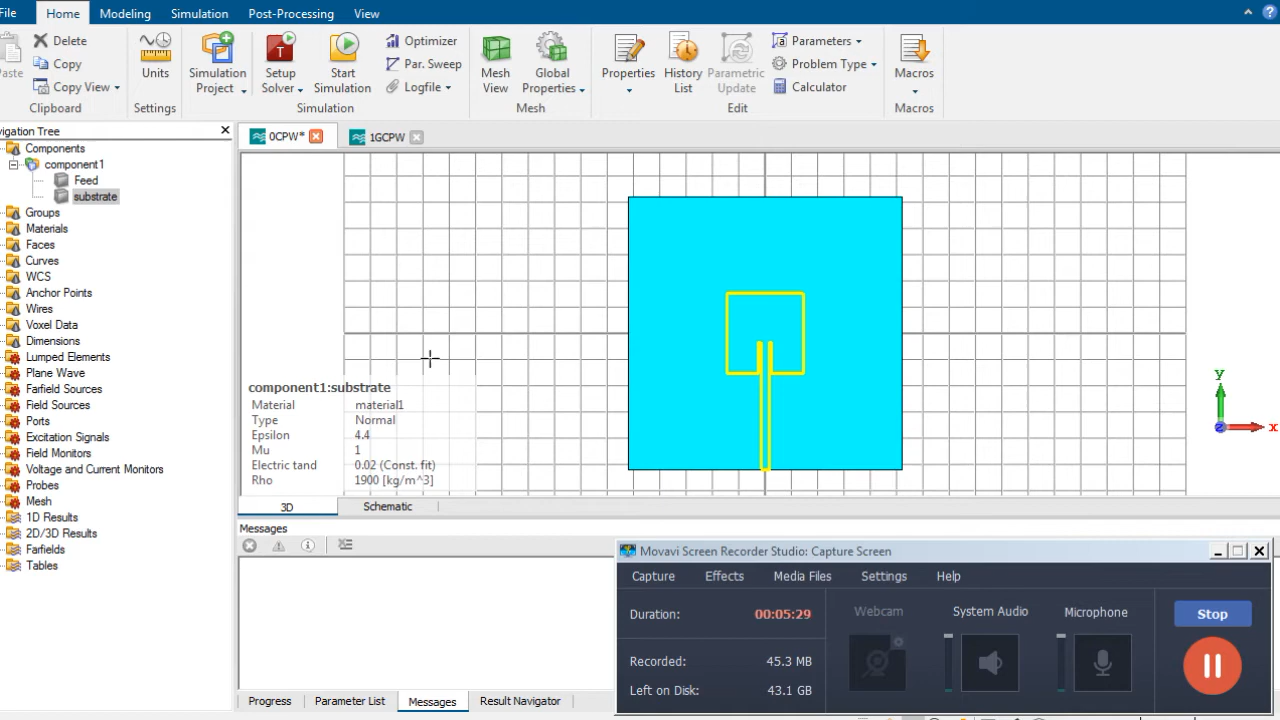 File Home Modeling Simulation Post-Processing View
Delete
Copy
Copy View
Clipboard
Units
Settings
Simulation Project
Setup Solver
Start Simulation
Optimizer
Par. Sweep
Logfile
Simulation
Mesh View
Global Properties
Mesh
Properties
History List
Parametric Update
Parameters
Problem Type
Calculator
Edit
Macros
Macros
vigation Tree
0CPW*
1GCPW
Components
component1
Feed
substrate
Groups
Materials
Faces
Curves
WCS
Anchor Points
Wires
Voxel Data
Dimensions
Lumped Elements
Plane Wave
Farfield Sources
Field Sources
Ports
Excitation Signals
Field Monitors
Voltage and Current Monitors
Probes
Mesh
1D Results
2D/3D Results
Farfields
Tables
component1:substrate
Material material1
Type Normal
Epsilon 4.4
Mu 1
Electric tand 0.02 (Const. fit)
Rho 1900 [kg/m^3]
y
z
x
3D
Schematic
Messages
Progress
Parameter List
Messages
Result Navigator
Movavi Screen Recorder Studio: Capture Screen
Capture Effects Media Files Settings Help
Duration: 00:05:29
Recorded: 45.3 MB
Left on Disk: 43.1 GB
Webcam
System Audio
Microphone
Stop